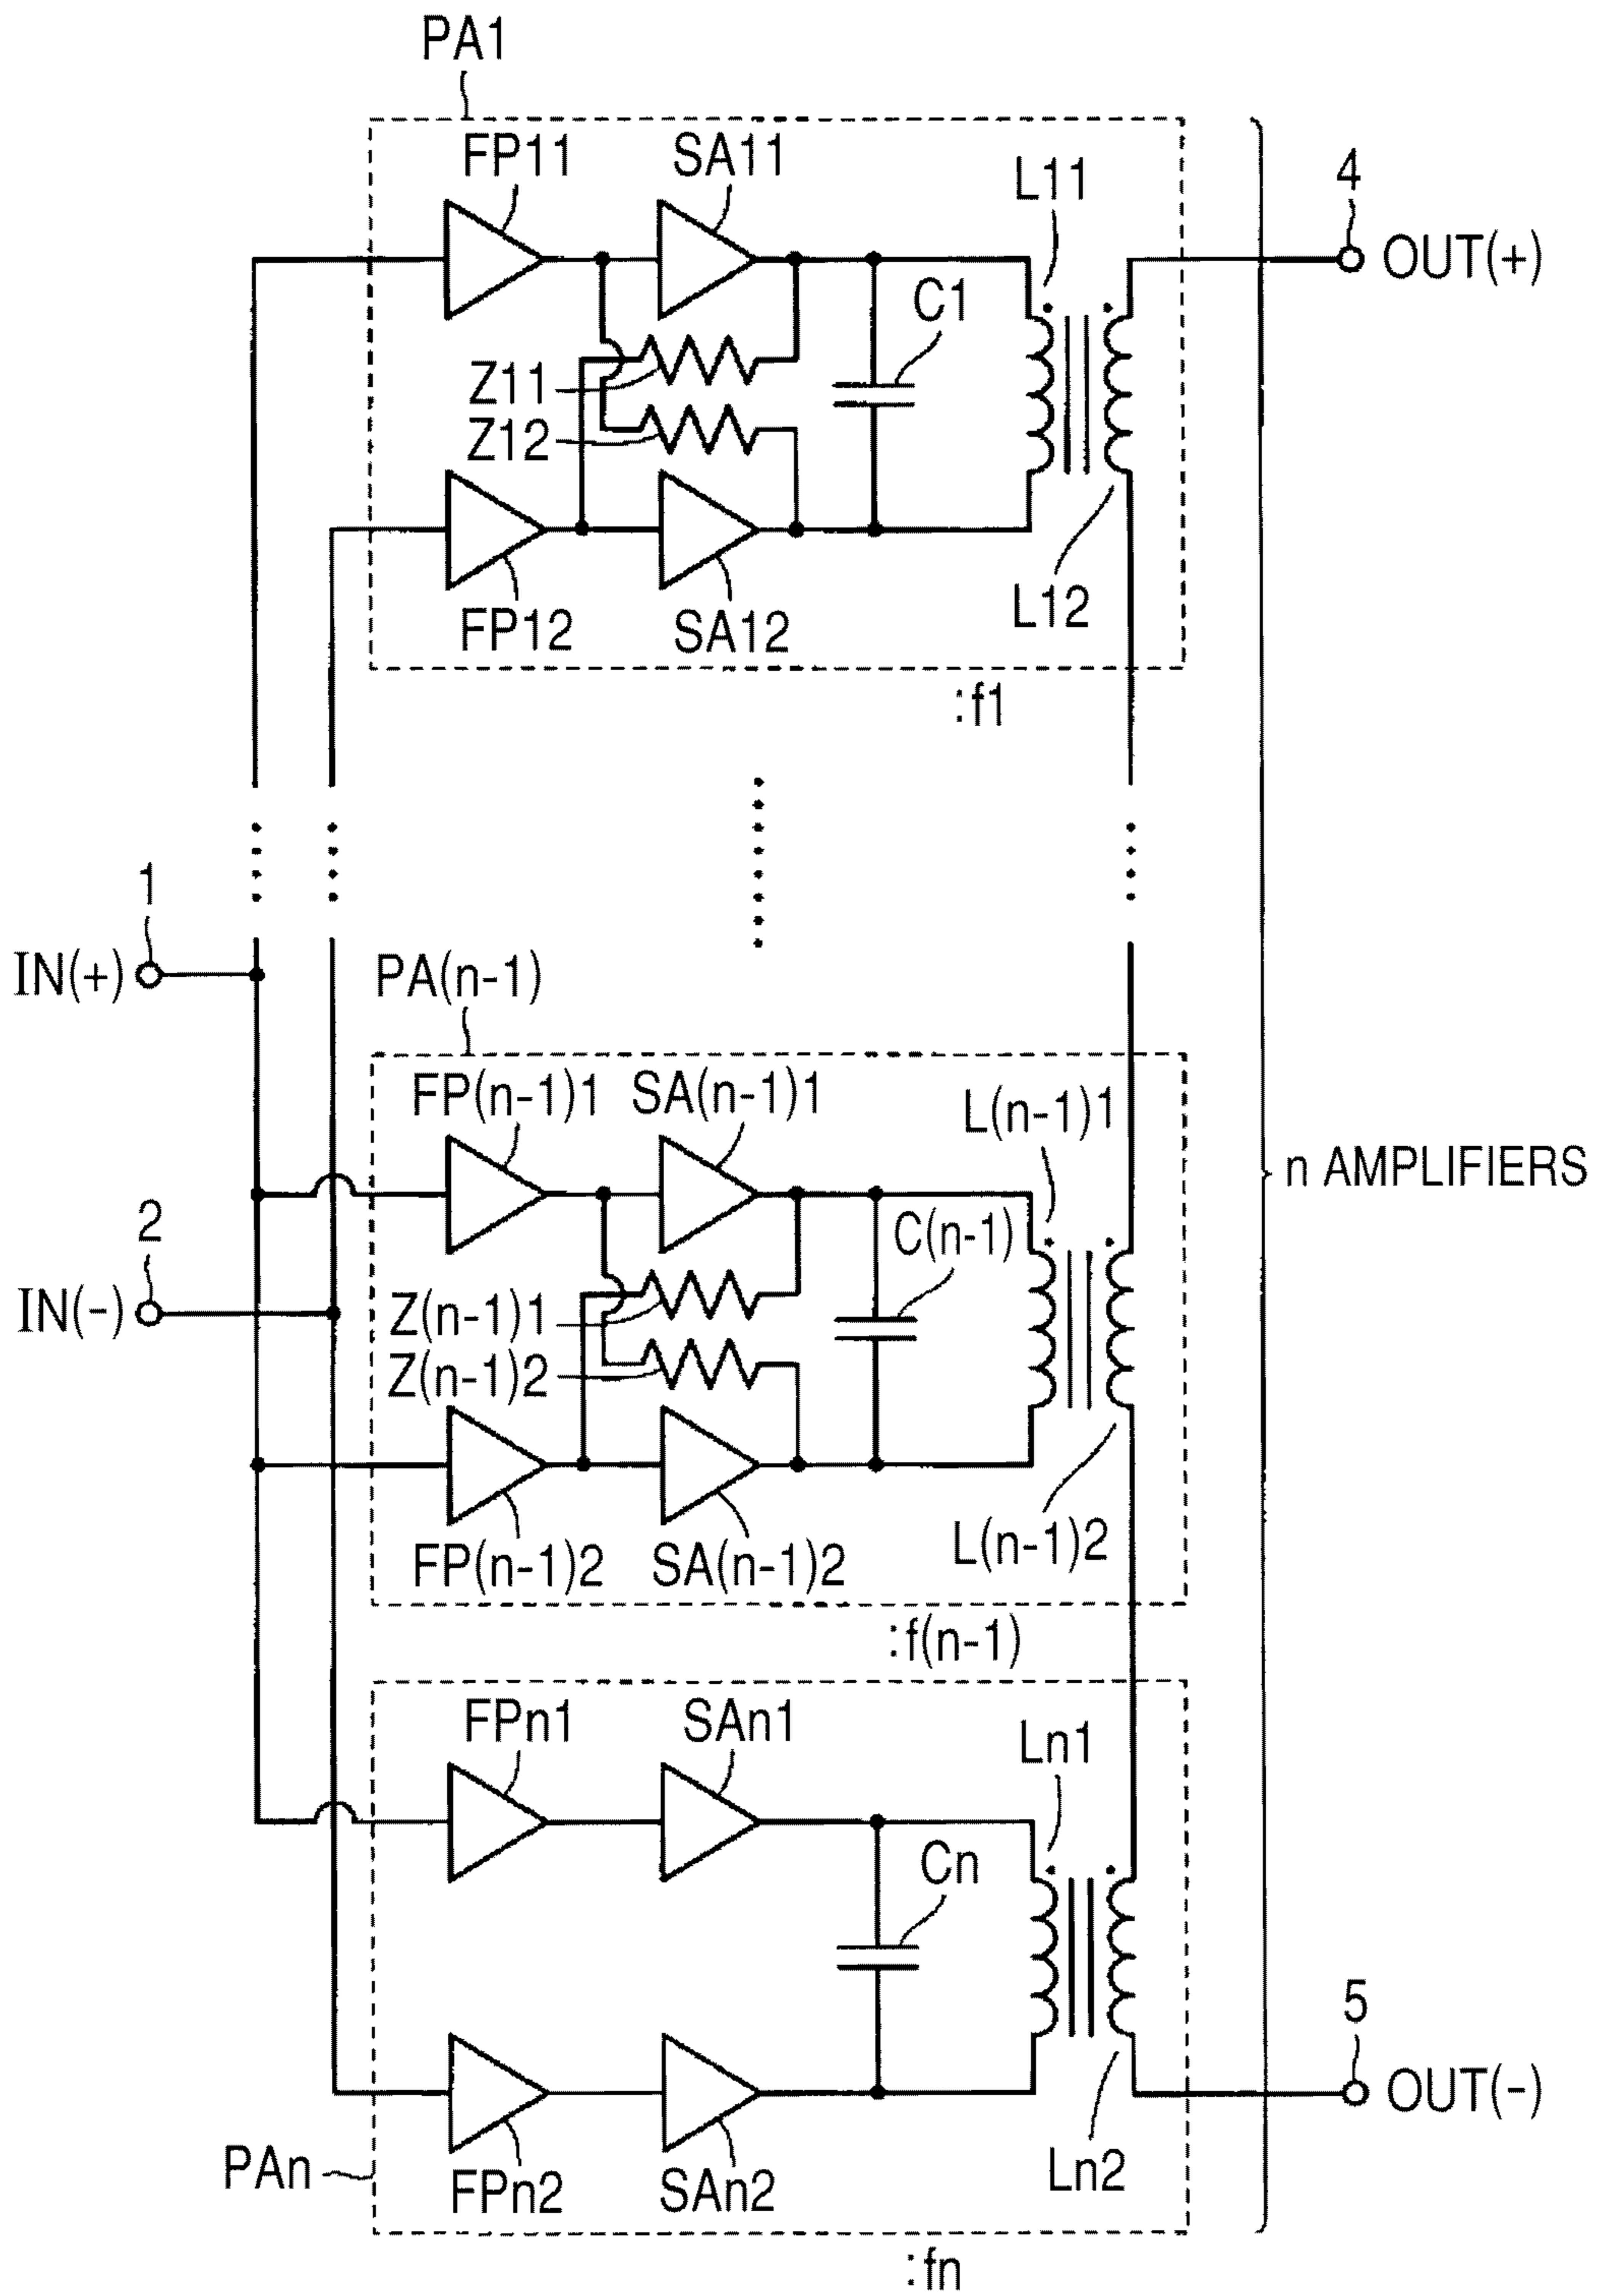 PA1
FP11
SA11
L11
4
OUT(+)
C1
Z11
Z12
FP12
SA12
L12
:f1
1
IN(+)
PA(n-1)
FP(n-1)1
SA(n-1)1
L(n-1)1
n AMPLIFIERS
2
IN(-)
C(n-1)
Z(n-1)1
Z(n-1)2
FP(n-1)2
SA(n-1)2
L(n-1)2
:f(n-1)
FPn1
SAn1
Ln1
Cn
5
OUT(-)
PAn
FPn2
SAn2
Ln2
:fn